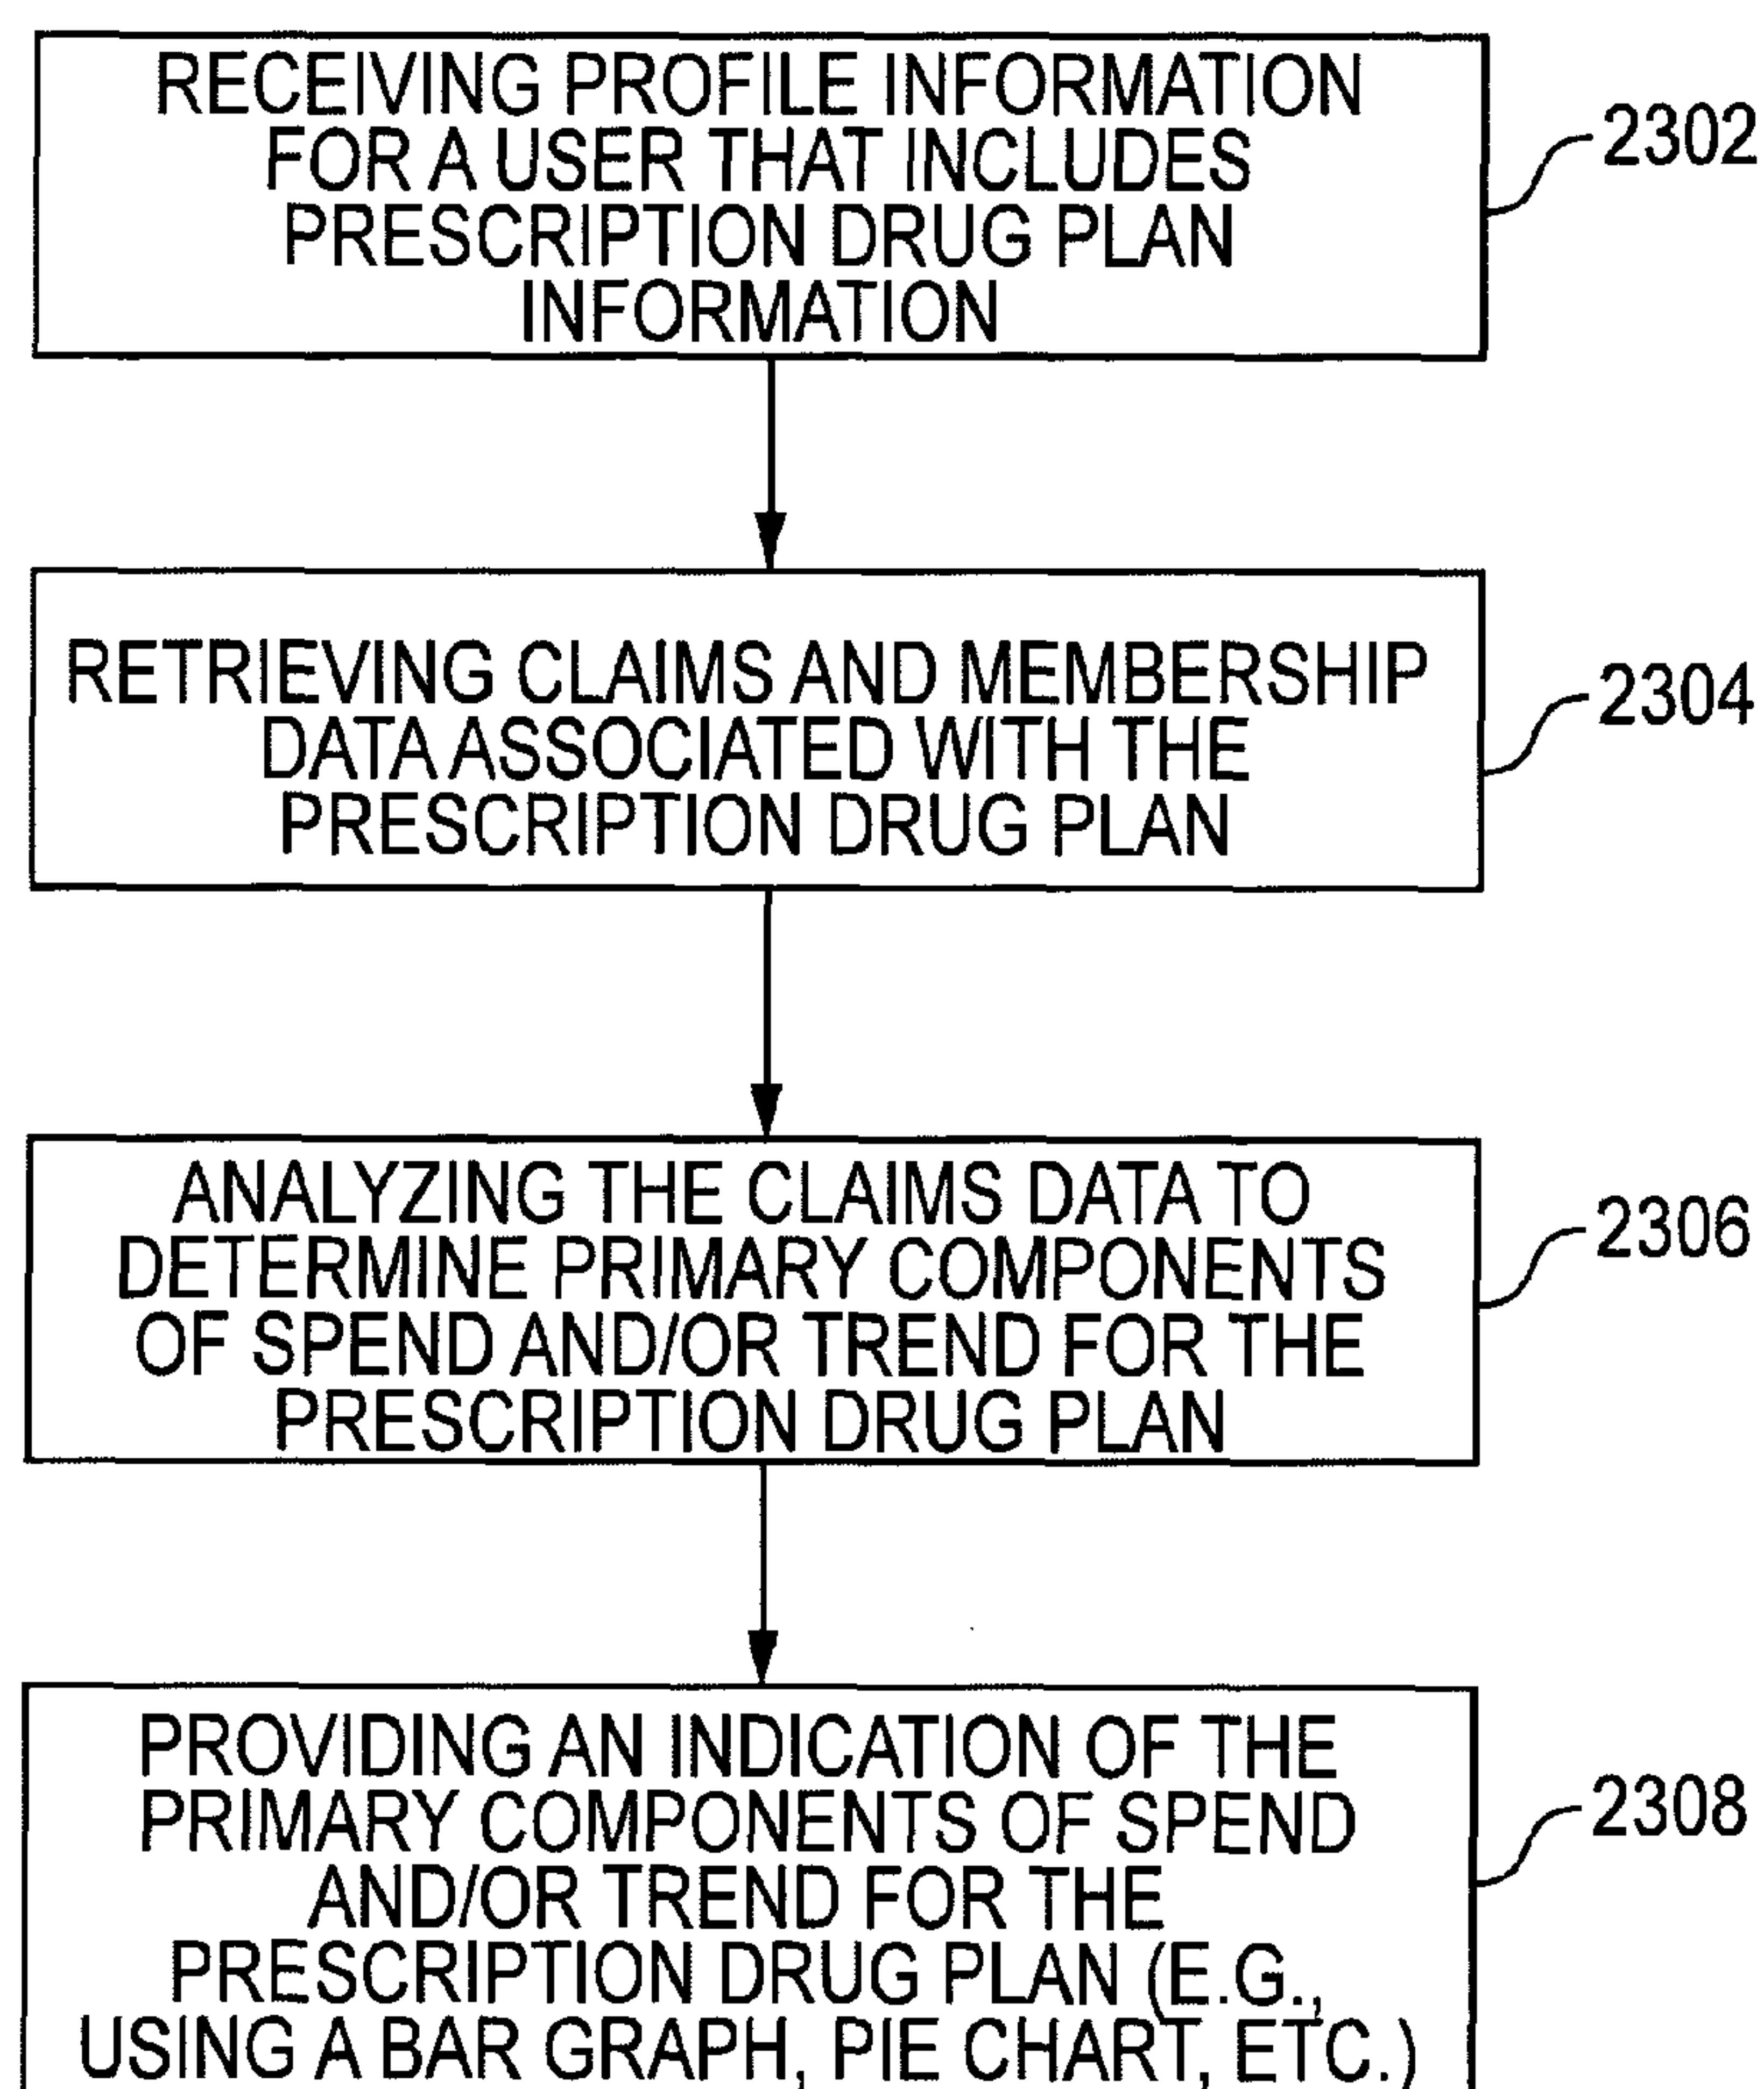 RECEIVING PROFILE INFORMATION
FOR A USER THAT INCLUDES
PRESCRIPTION DRUG PLAN
INFORMATION
2302
RETRIEVING CLAIMS AND MEMBERSHIP
DATA ASSOCIATED WITH THE
PRESCRIPTION DRUG PLAN
2304
ANALYZING THE CLAIMS DATA TO
DETERMINE PRIMARY COMPONENTS
OF SPEND AND/OR TREND FOR THE
PRESCRIPTION DRUG PLAN
2306
PROVIDING AN INDICATION OF THE
PRIMARY COMPONENTS OF SPEND
AND/OR TREND FOR THE
PRESCRIPTION DRUG PLAN (E.G.,
USING A BAR GRAPH, PIE CHART, ETC.)
2308